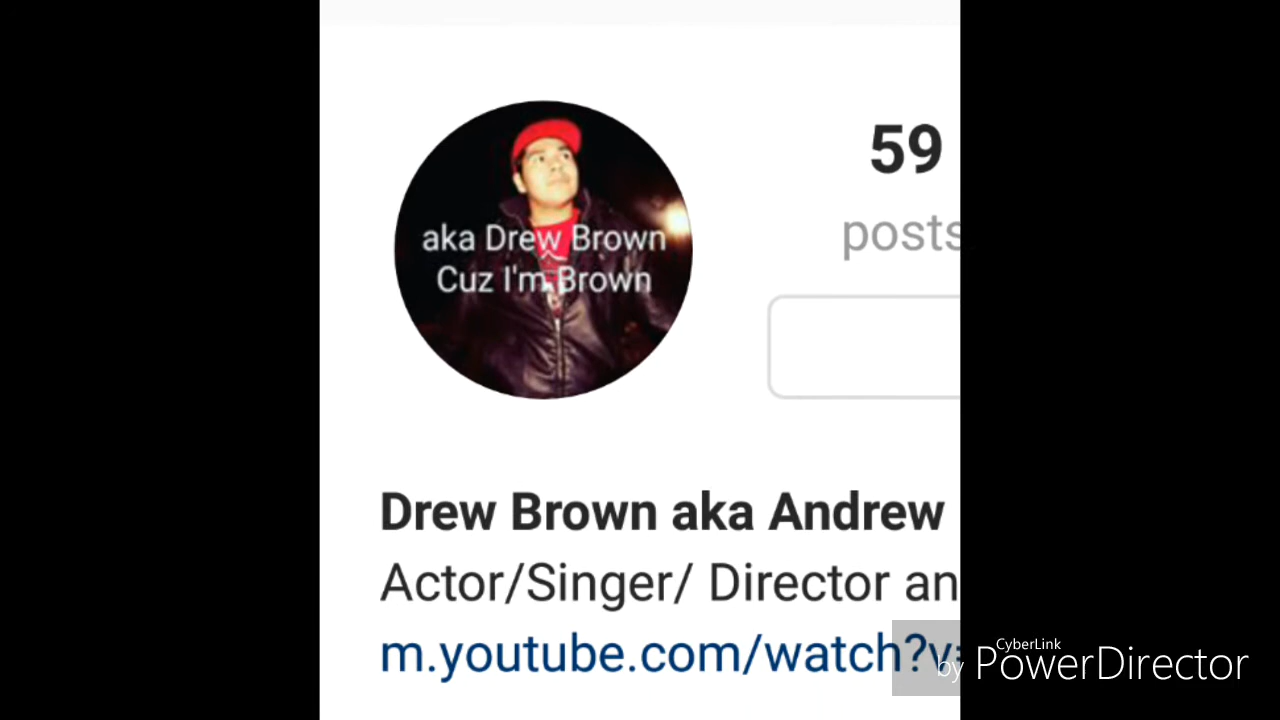 59
posts
aka Drew Brown
Cuz I'm Brown
Drew Brown aka Andrew
Actor/Singer/ Director an
m.youtube.com/watch?v=
CyberLink
by PowerDirector